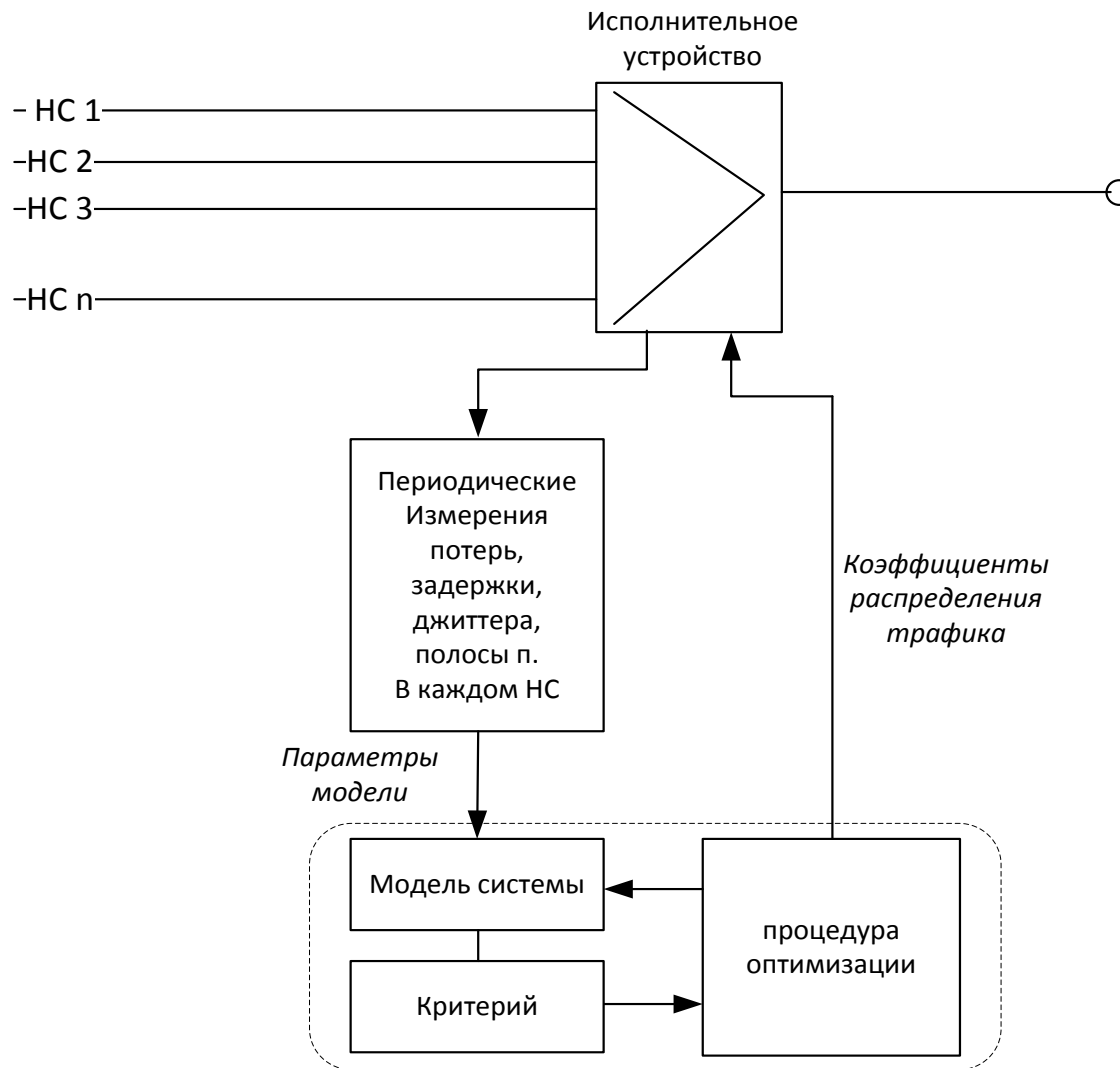 Исполнительное
устройство
НС 1
НС 2
НС 3
НС n
Периодические
Измерения
потерь,
задержки,
джиттера,
полосы п.
В каждом НС
Коэффициенты
распределения
трафика
Параметры
модели
Модель системы
процедура
оптимизации
Критерий